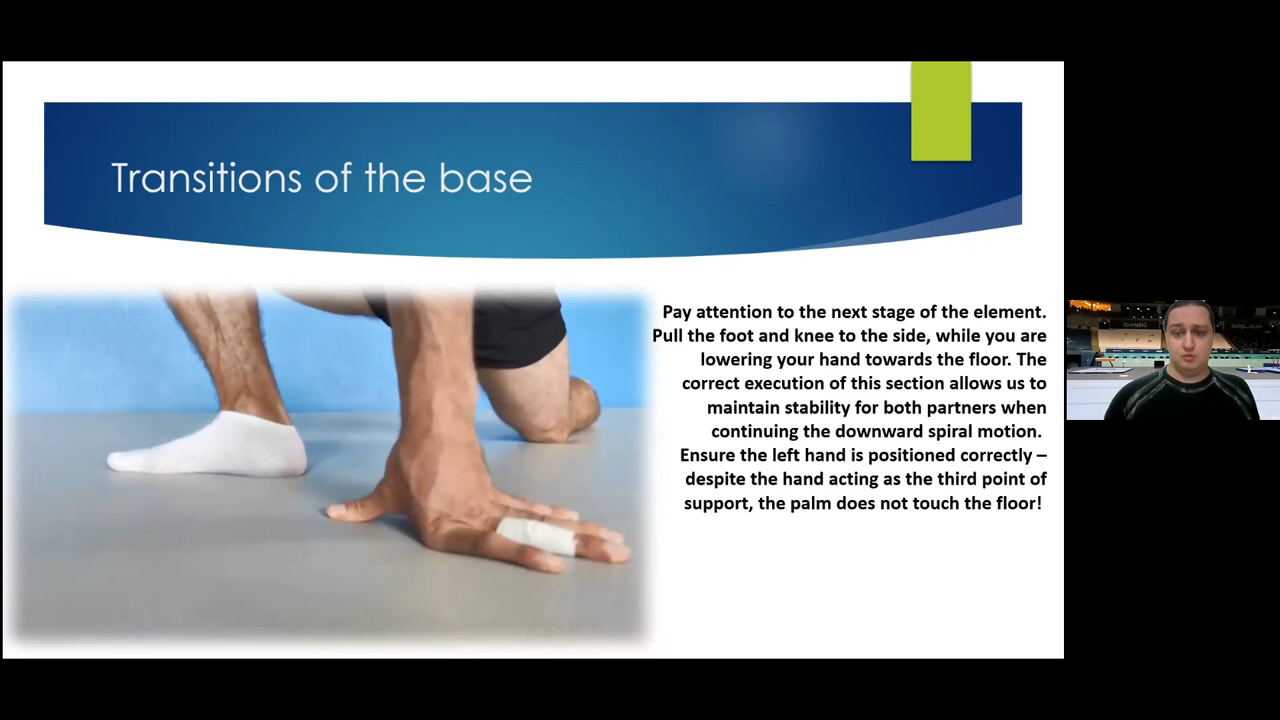 Transitions of the base
Pay attention to the next stage of the element.
Pull the foot and knee to the side, while you are
lowering your hand towards the floor. The
correct execution of this section allows us to
maintain stability for both partners when
continuing the downward spiral motion.
Ensure the left hand is positioned correctly –
despite the hand acting as the third point of
support, the palm does not touch the floor!